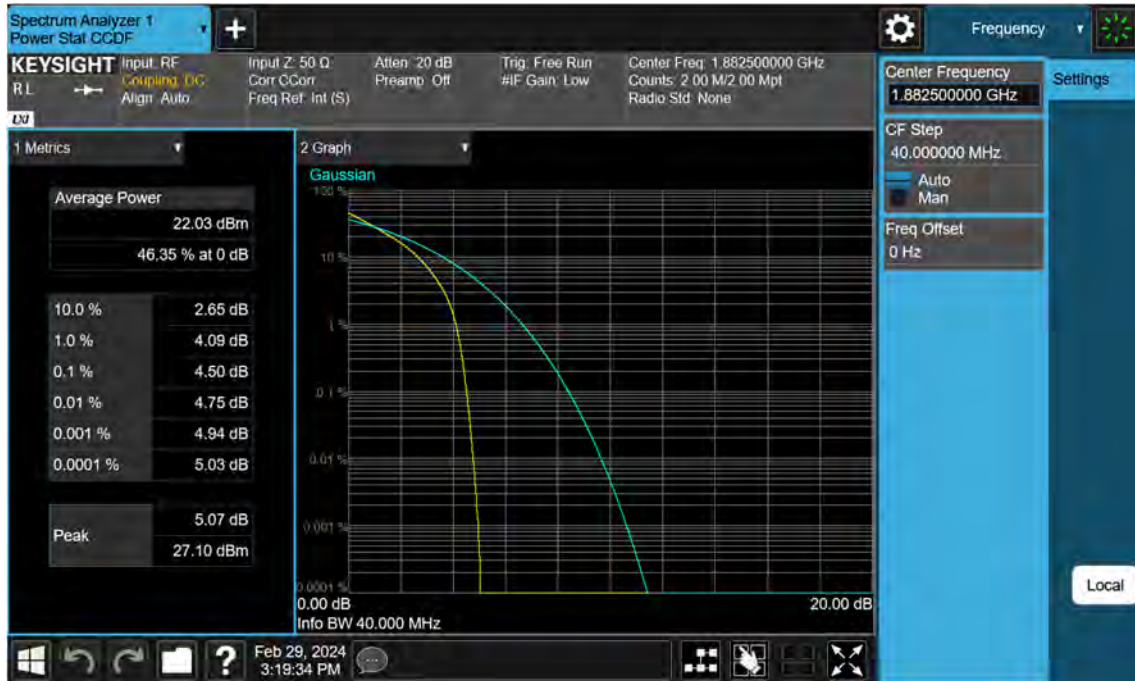 Spectrum Analyzer 1
Power Stat CCDF
+
Frequency
KEYSIGHT
RL
LXI
Input: RF
Coupling: DC
Align: Auto
Input Z: 50 Ω
Corr CCorr
Freq Ref: Int (S)
Atten: 20 dB
Preamp: Off
Trig: Free Run
#IF Gain: Low
Center Freq: 1.882500000 GHz
Counts: 2.00 M/2.00 Mpt
Radio Std: None
Center Frequency
1.882500000 GHz
Settings
CF Step
40.000000 MHz
Auto
Man
Freq Offset
0 Hz
1 Metrics
Average Power
22.03 dBm
46.35 % at 0 dB
10.0 % 2.65 dB
1.0 % 4.09 dB
0.1 % 4.50 dB
0.01 % 4.75 dB
0.001 % 4.94 dB
0.0001 % 5.03 dB
Peak
5.07 dB
27.10 dBm
2 Graph
Gaussian
100 %
10 %
1 %
0.1 %
0.01 %
0.001 %
0.0001 %
0.00 dB 20.00 dB
Info BW 40.000 MHz
Local
?
Feb 29, 2024
3:19:34 PM